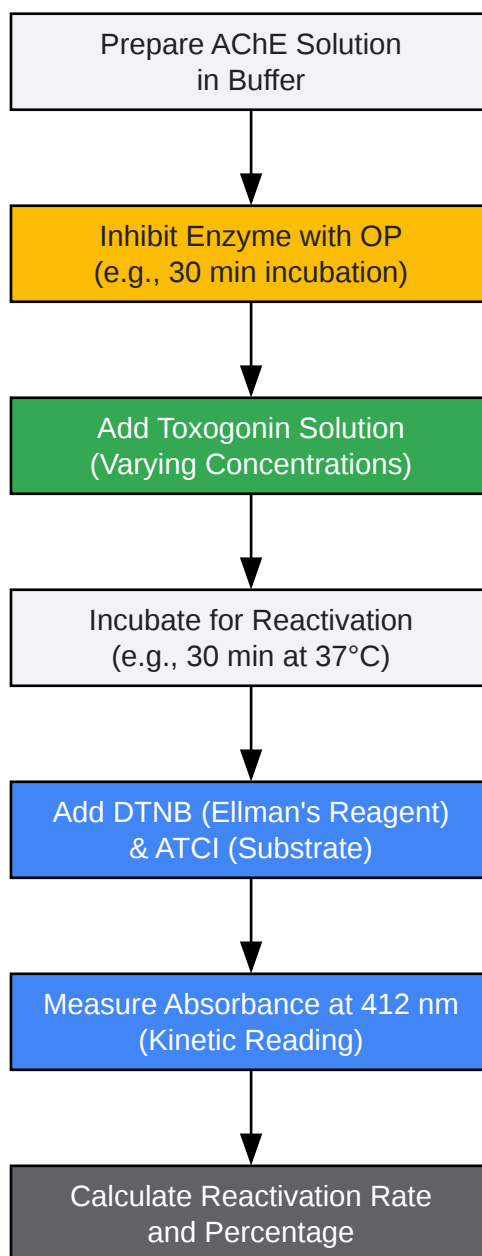 Prepare AChE Solution
in Buffer
Inhibit Enzyme with OP
(e.g., 30 min incubation)
Add Toxogonin Solution
(Varying Concentrations)
Incubate for Reactivation
(e.g., 30 min at 37°C)
Add DTNB (Ellman's Reagent)
& ATCI (Substrate)
Measure Absorbance at 412 nm
(Kinetic Reading)
Calculate Reactivation Rate
and Percentage